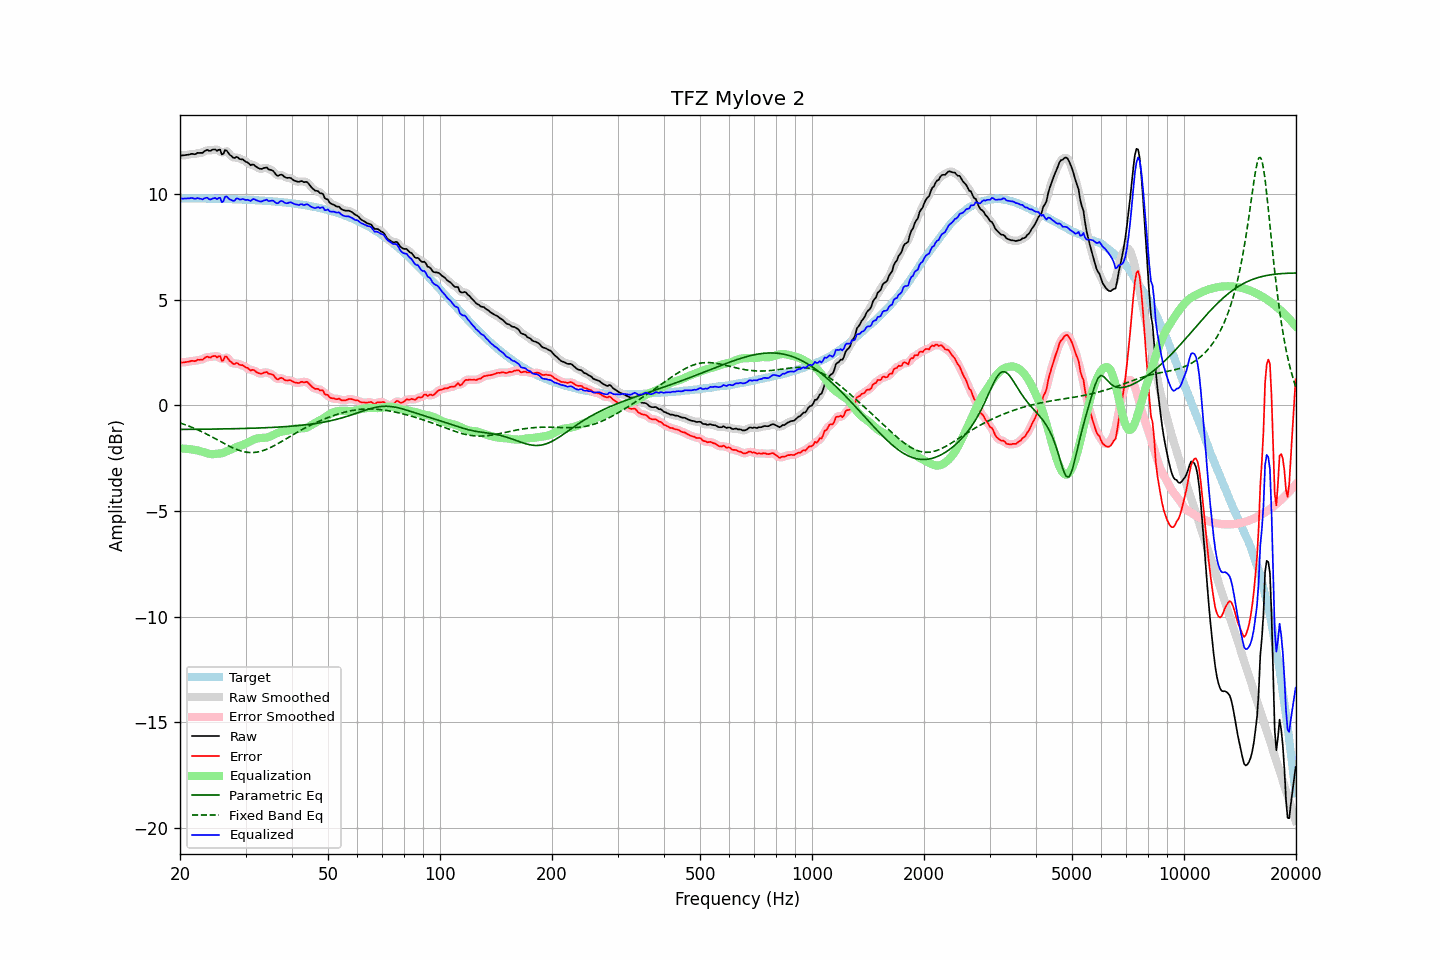 TFZ Mylove 2
Amplitude (dBr)
10
5
0
−5
−10
−15
−20
Target
Raw Smoothed
Error Smoothed
Raw
Error
Equalization
Parametric Eq
Fixed Band Eq
Equalized
20 50 100 200 500 1000 2000 5000 10000 20000
Frequency (Hz)